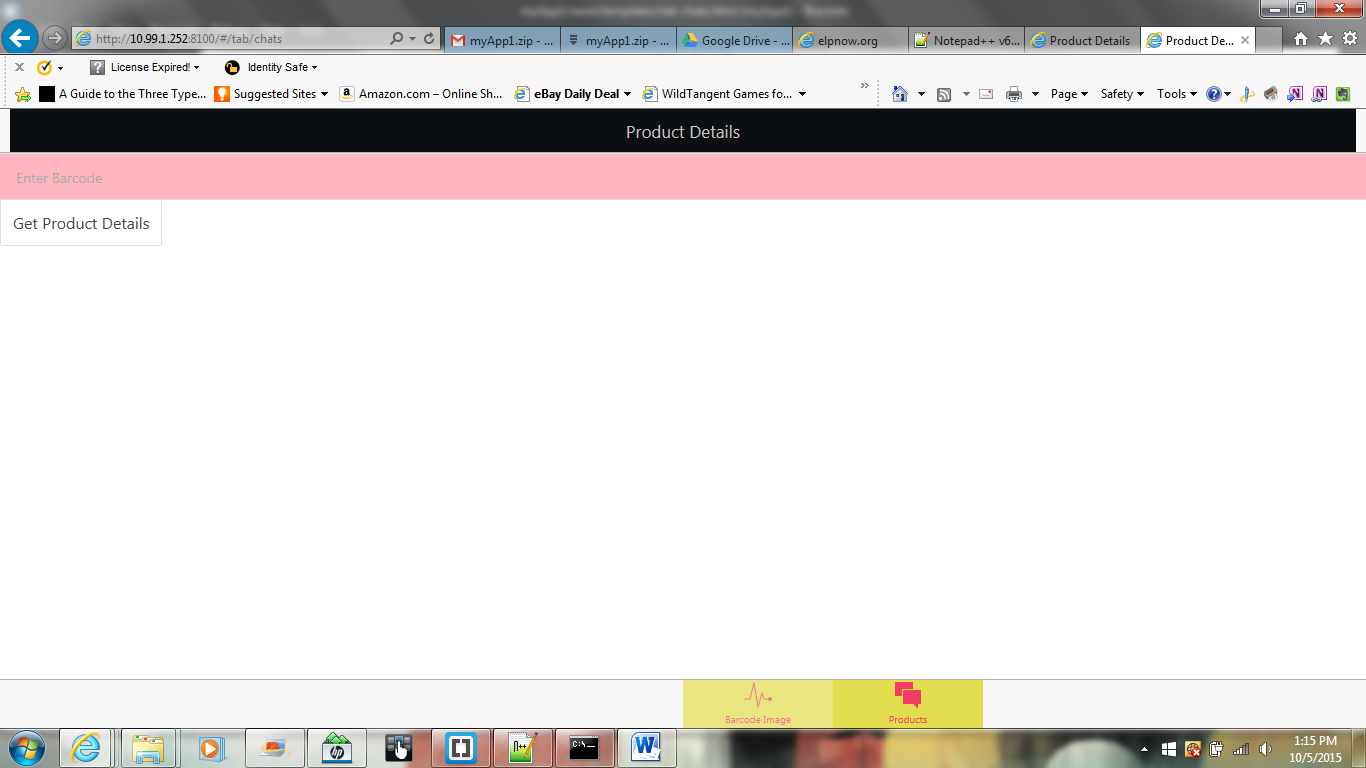 http://10.99.1.252:8100/#/tab/chats
myApp1.zip - ...
myApp1.zip - ...
Google Drive - ...
elpnow.org
Notepad++ v6...
Product Details
Product De...
License Expired!
Identity Safe
A Guide to the Three Type...
Suggested Sites
Amazon.com – Online Sh...
eBay Daily Deal
WildTangent Games fo...
Page
Safety
Tools
Product Details
Enter Barcode
Get Product Details
Barcode Image
Products
1:15 PM
10/5/2015